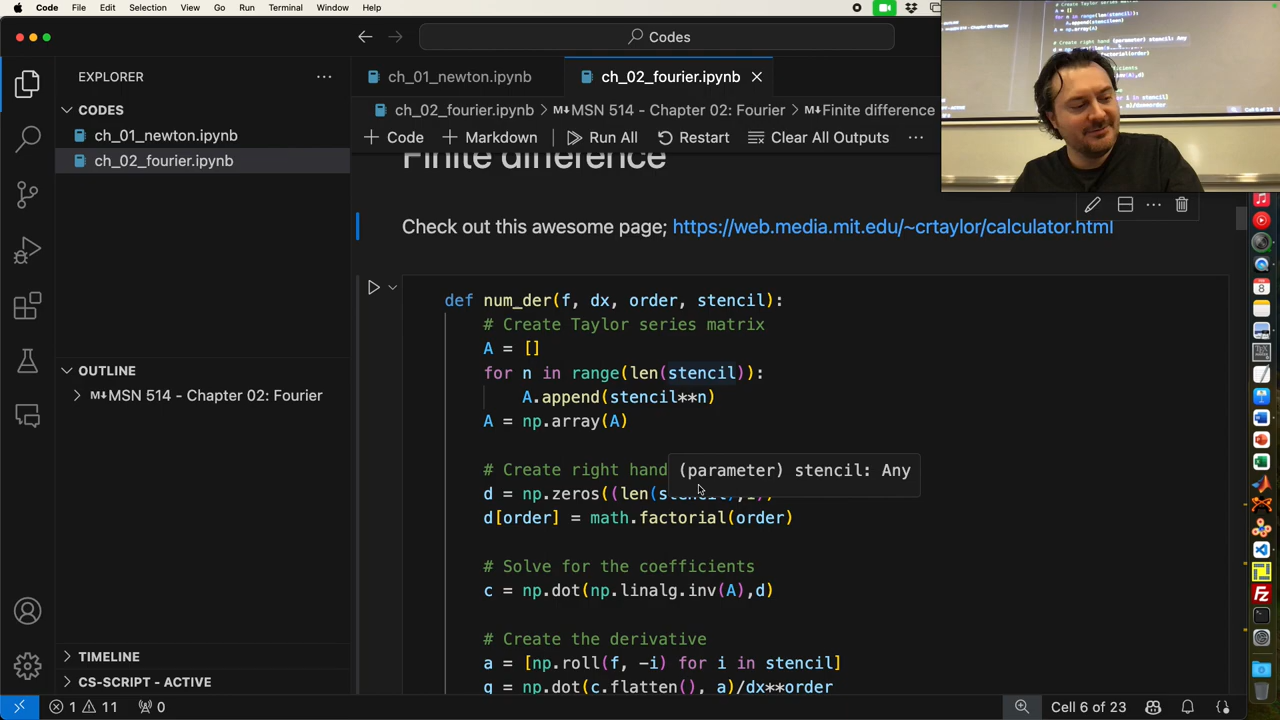 Code File Edit Selection View Go Run Terminal Window Help
Codes
EXPLORER
CODES
ch_01_newton.ipynb
ch_02_fourier.ipynb
OUTLINE
M↓MSN 514 - Chapter 02: Fourier
TIMELINE
CS-SCRIPT - ACTIVE
ch_01_newton.ipynb
ch_02_fourier.ipynb
ch_02_fourier.ipynb > M↓MSN 514 - Chapter 02: Fourier > M↓Finite difference
+ Code + Markdown Run All Restart Clear All Outputs ...
Finite difference
Check out this awesome page; https://web.media.mit.edu/~crtaylor/calculator.html
def num_der(f, dx, order, stencil):
# Create Taylor series matrix
A = []
for n in range(len(stencil)):
A.append(stencil**n)
A = np.array(A)
# Create right hand
(parameter) stencil: Any
d = np.zeros((len(stencil),1))
d[order] = math.factorial(order)
# Solve for the coefficients
c = np.dot(np.linalg.inv(A),d)
# Create the derivative
a = [np.roll(f, -i) for i in stencil]
g = np.dot(c.flatten(), a)/dx**order
1 11 0
Cell 6 of 23